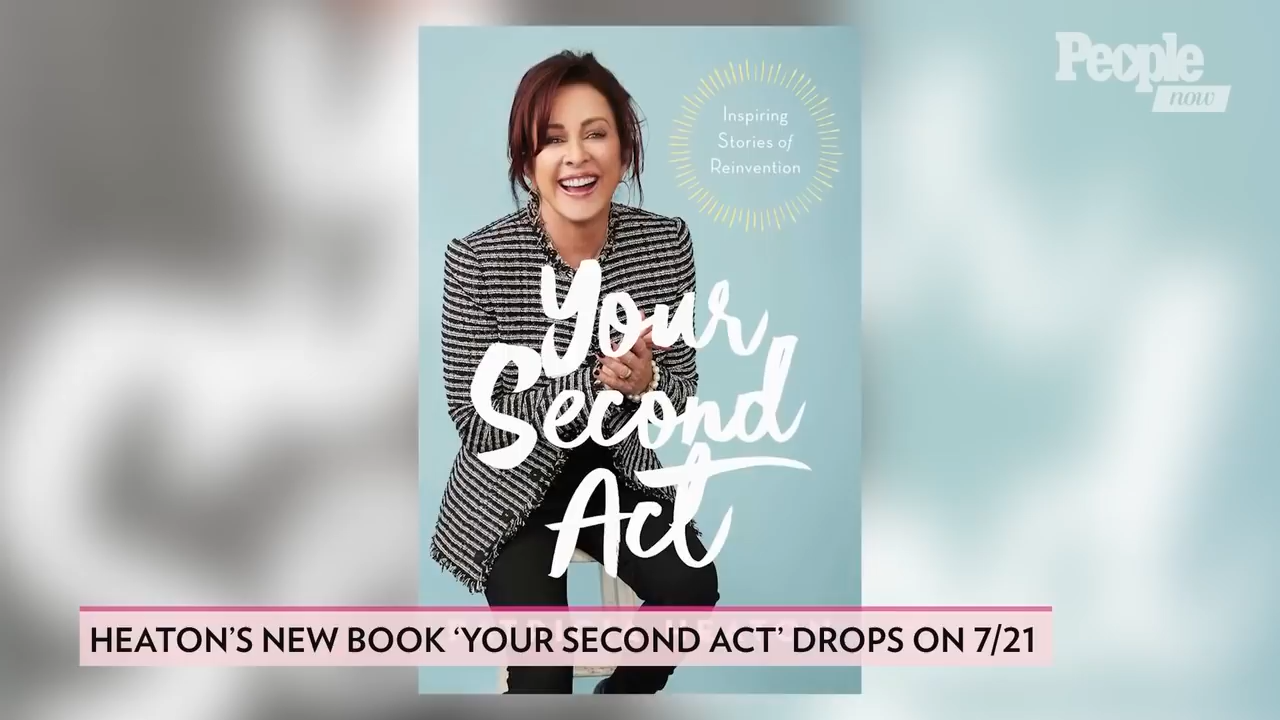 People
now
Inspiring
Stories of
Reinvention
Your
Second
Act
HEATON’S NEW BOOK ‘YOUR SECOND ACT’ DROPS ON 7/21